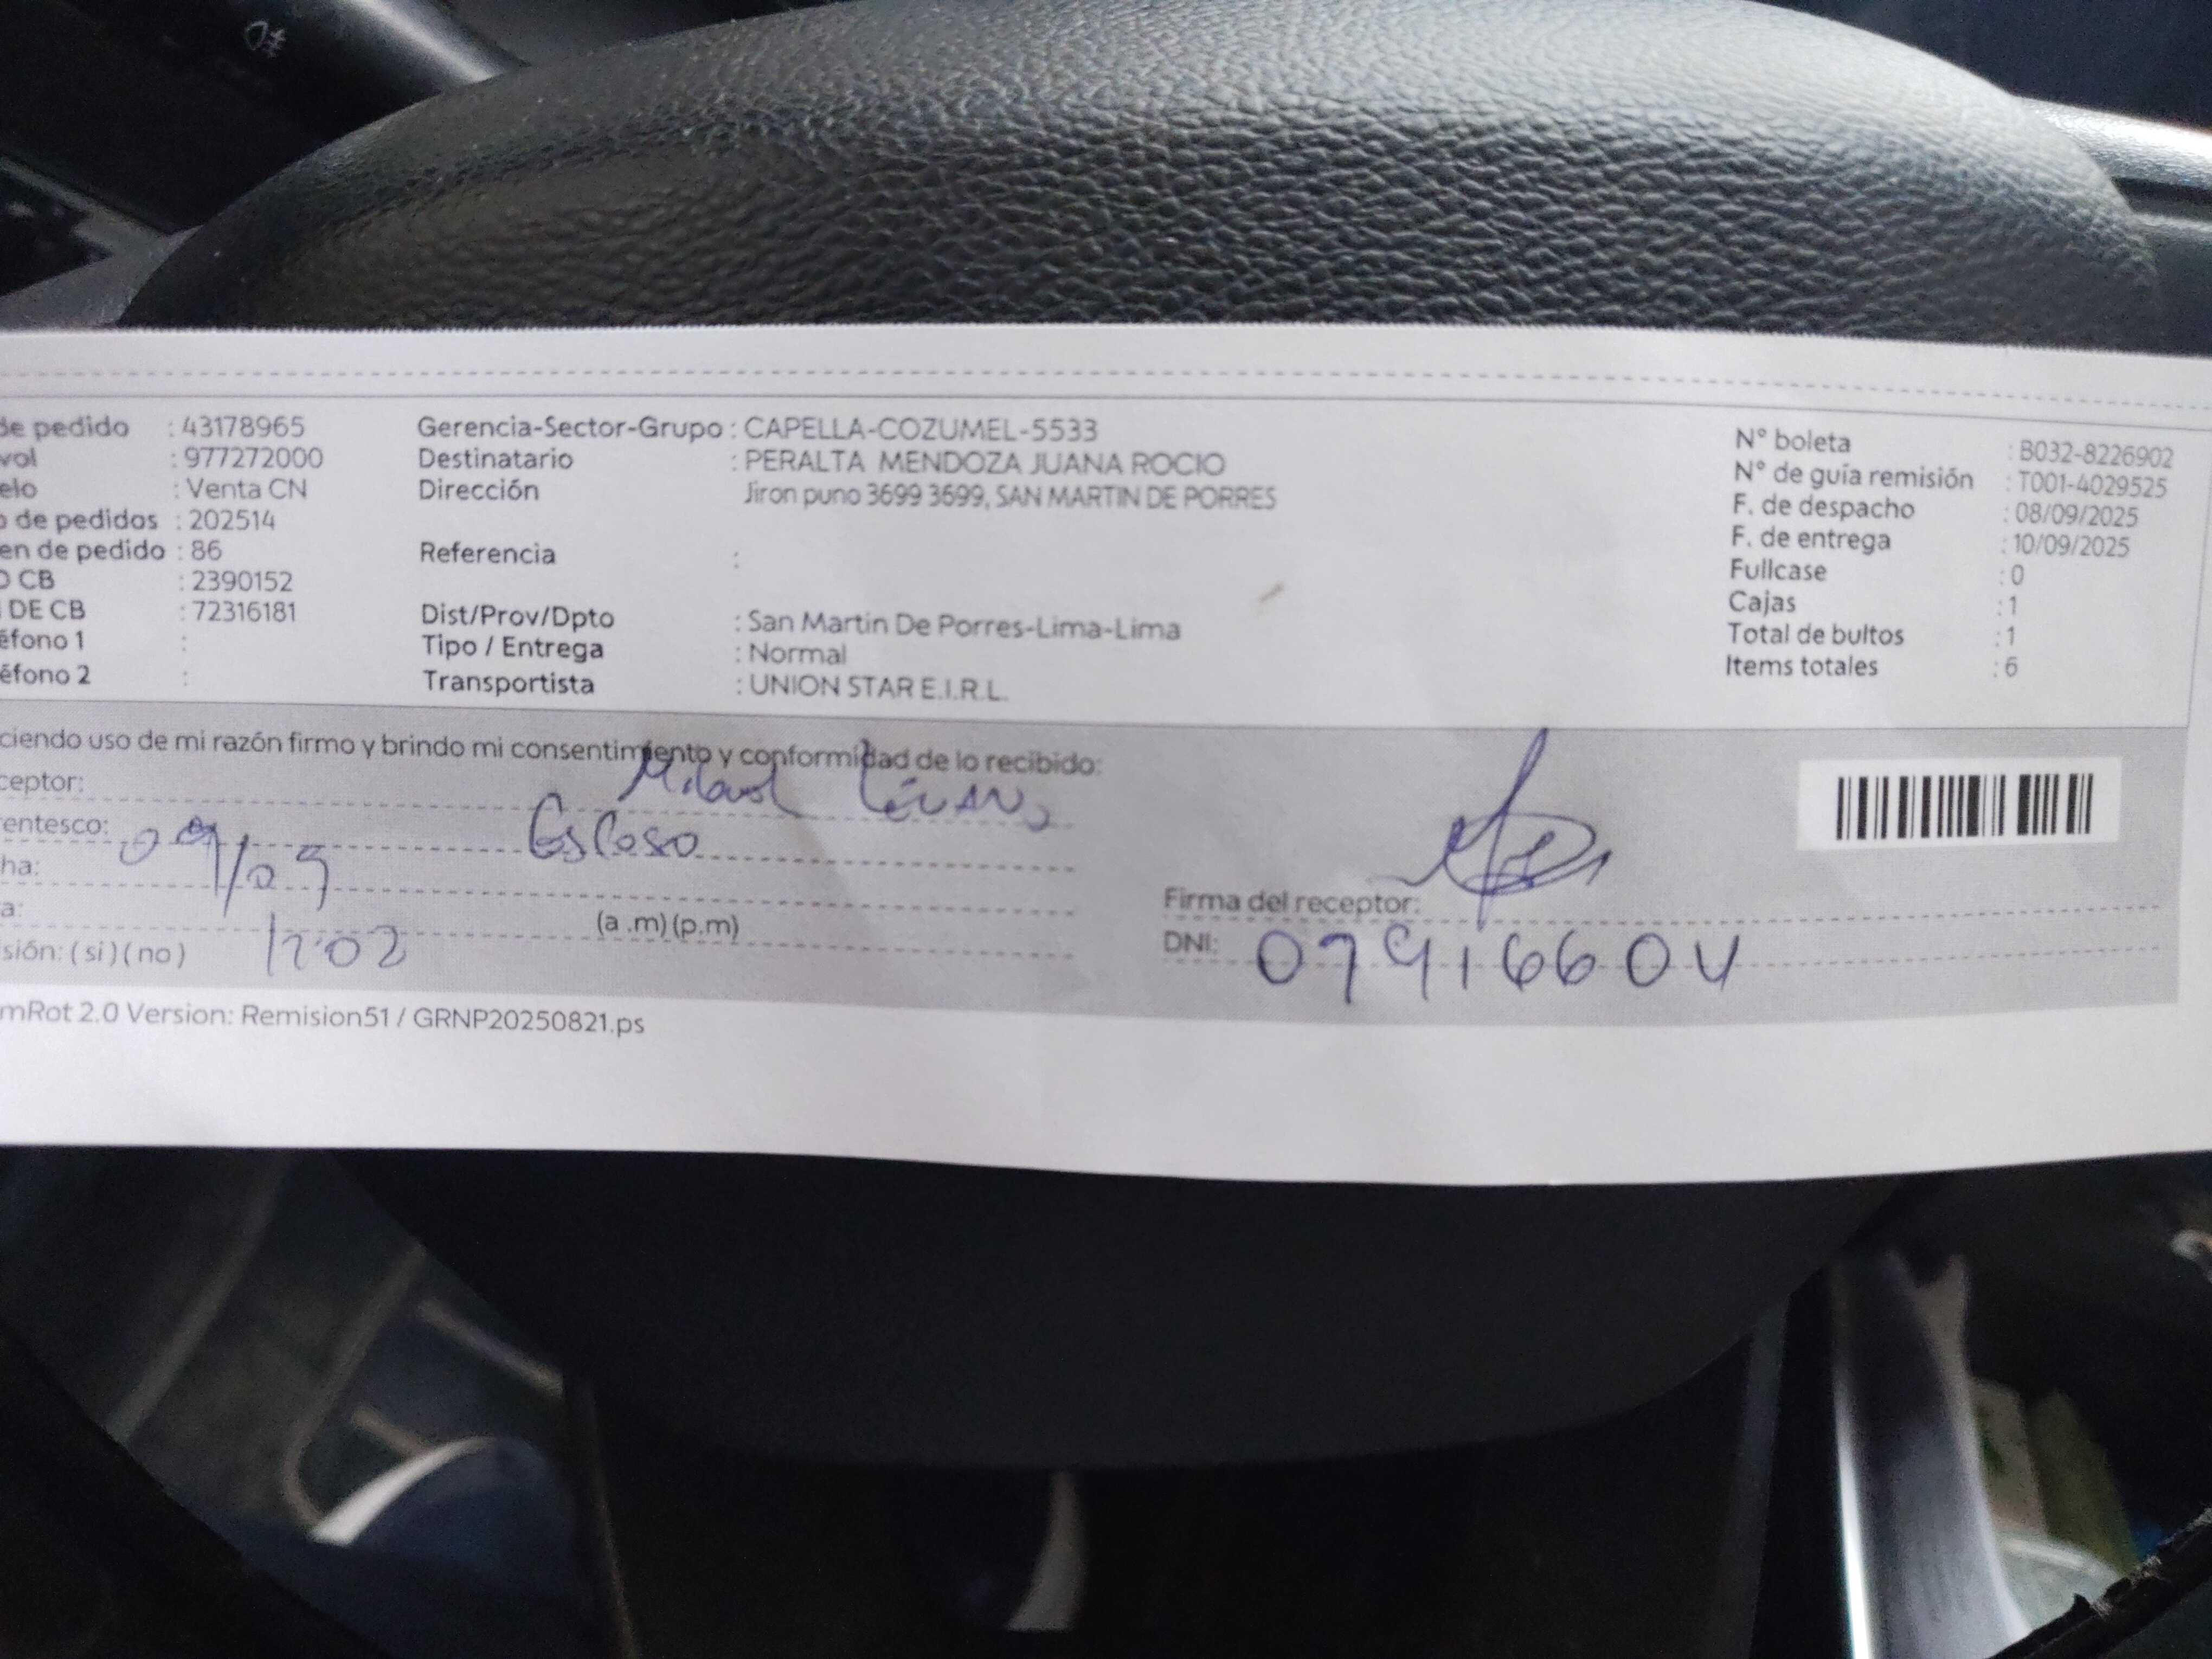 de pedido : 43178965 Gerencia-Sector-Grupo : CAPELLA-COZUMEL-5533 N° boleta : B032-8226902
vol : 977272000 Destinatario : PERALTA MENDOZA JUANA ROCIO N° de guía remisión : T001-4029525
elo : Venta CN Dirección Jiron puno 3699 3699, SAN MARTIN DE PORRES F. de despacho : 08/09/2025
o de pedidos : 202514 F. de entrega : 10/09/2025
en de pedido : 86 Referencia : Fullcase : 0
O CB : 2390152 Cajas : 1
DE CB : 72316181 Dist/Prov/Dpto : San Martin De Porres-Lima-Lima Total de bultos : 1
éfono 1 : Tipo / Entrega : Normal Items totales : 6
éfono 2 : Transportista : UNION STAR E.I.R.L.
ciendo uso de mi razón firmo y brindo mi consentimiento y conformidad de lo recibido:
ceptor:
entesco: Esposo
ha: 09/09
a: (a .m) (p.m) Firma del receptor:
sión: ( si ) ( no ) DNI:
mRot 2.0 Version: Remision51 / GRNP20250821.ps